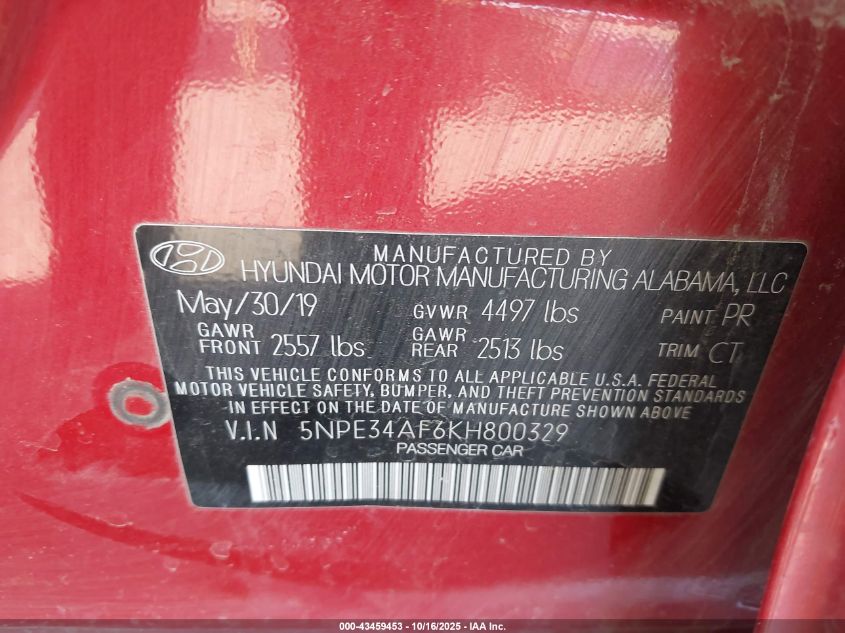 MANUFACTURED BY
HYUNDAI MOTOR MANUFACTURING ALABAMA, LLC
May/30/19 GVWR 4497 lbs PAINT PR
GAWR FRONT 2557 lbs GAWR REAR 2513 lbs TRIM CT
THIS VEHICLE CONFORMS TO ALL APPLICABLE U.S.A. FEDERAL
MOTOR VEHICLE SAFETY, BUMPER, AND THEFT PREVENTION STANDARDS
IN EFFECT ON THE DATE OF MANUFACTURE SHOWN ABOVE
V.I.N 5NPE34AF6KH800329
PASSENGER CAR
000-43459453 - 10/16/2025 - IAA Inc.